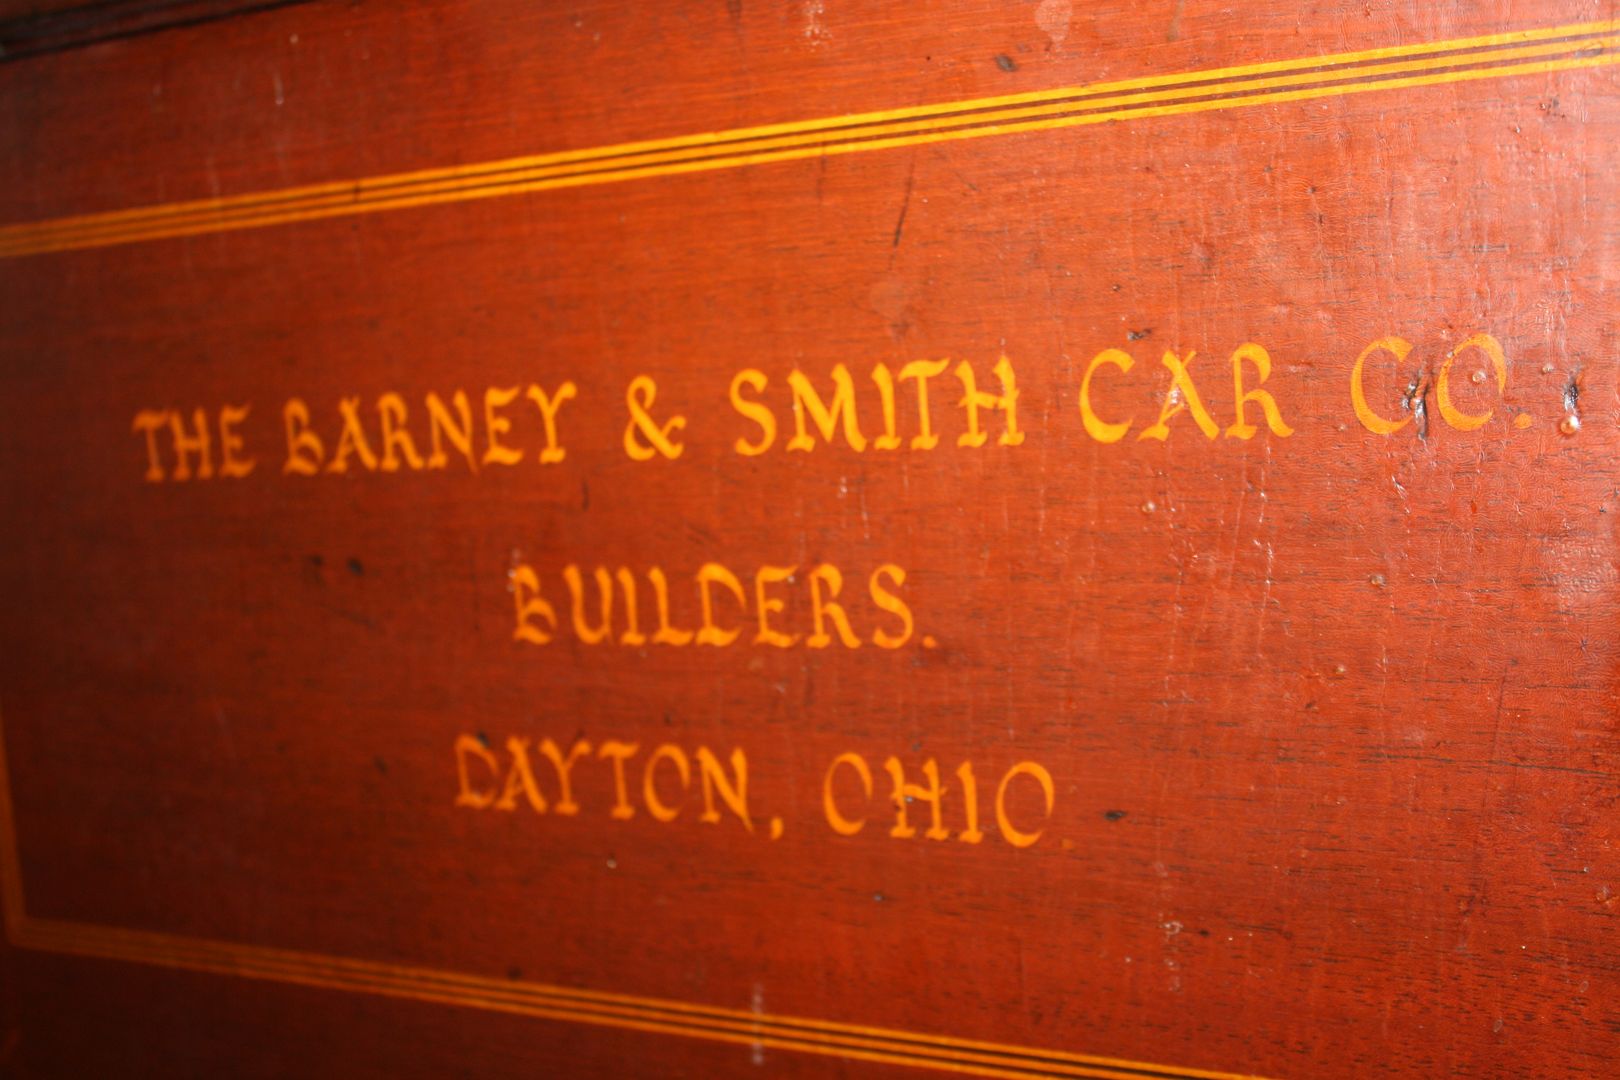 THE BARNEY & SMITH CAR CO.
BUILDERS.
DAYTON, OHIO.